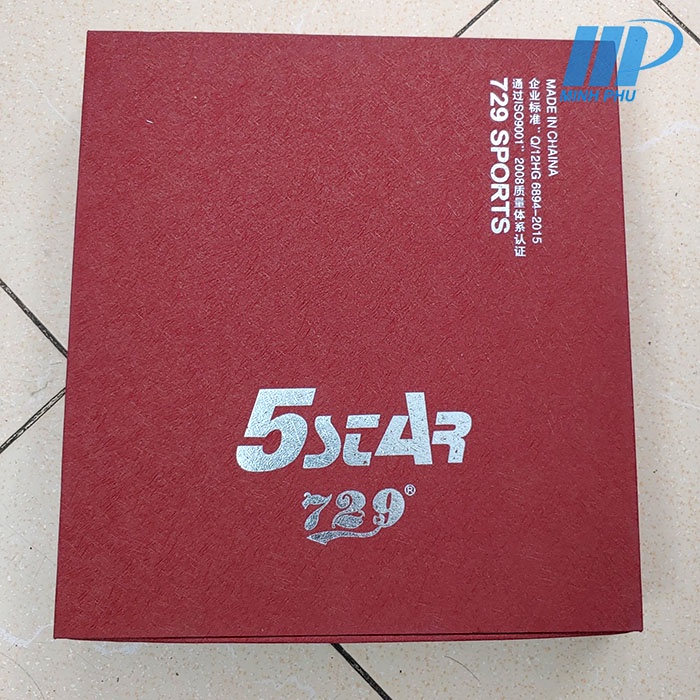 MP
MINH PHU
MADE IN CHAINA
企业标准：Q/12HG 6894-2015
通过ISO9001：2008质量体系认证
729 SPORTS
5STAR
729®